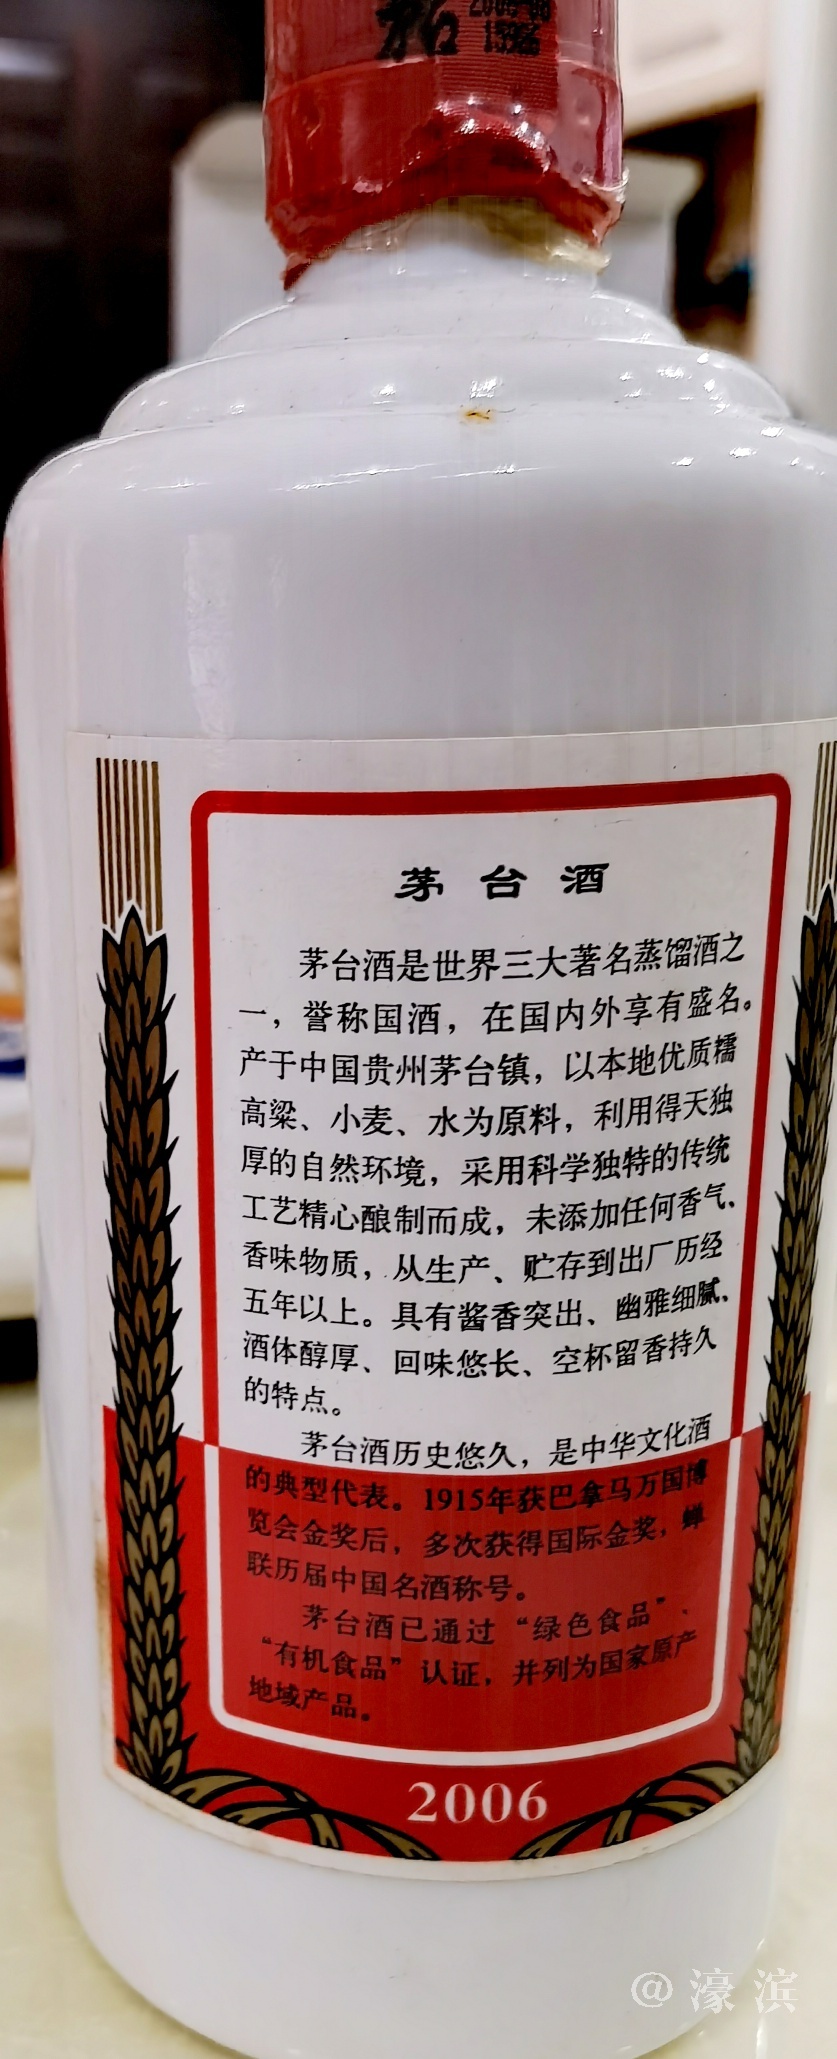 茅台酒
茅台酒是世界三大著名蒸馏酒之
一，誉称国酒，在国内外享有盛名。
产于中国贵州茅台镇，以本地优质糯
高粱、小麦、水为原料，利用得天独
厚的自然环境，采用科学独特的传统
工艺精心酿制而成，未添加任何香气、
香味物质，从生产、贮存到出厂历经
五年以上。具有酱香突出、幽雅细腻、
酒体醇厚、回味悠长、空杯留香持久
的特点。
茅台酒历史悠久，是中华文化酒
的典型代表。1915年获巴拿马万国博
览会金奖后，多次获得国际金奖，蝉
联历届中国名酒称号。
茅台酒已通过“绿色食品”、
“有机食品”认证，并列为国家原产
地域产品。
2006
@濠滨